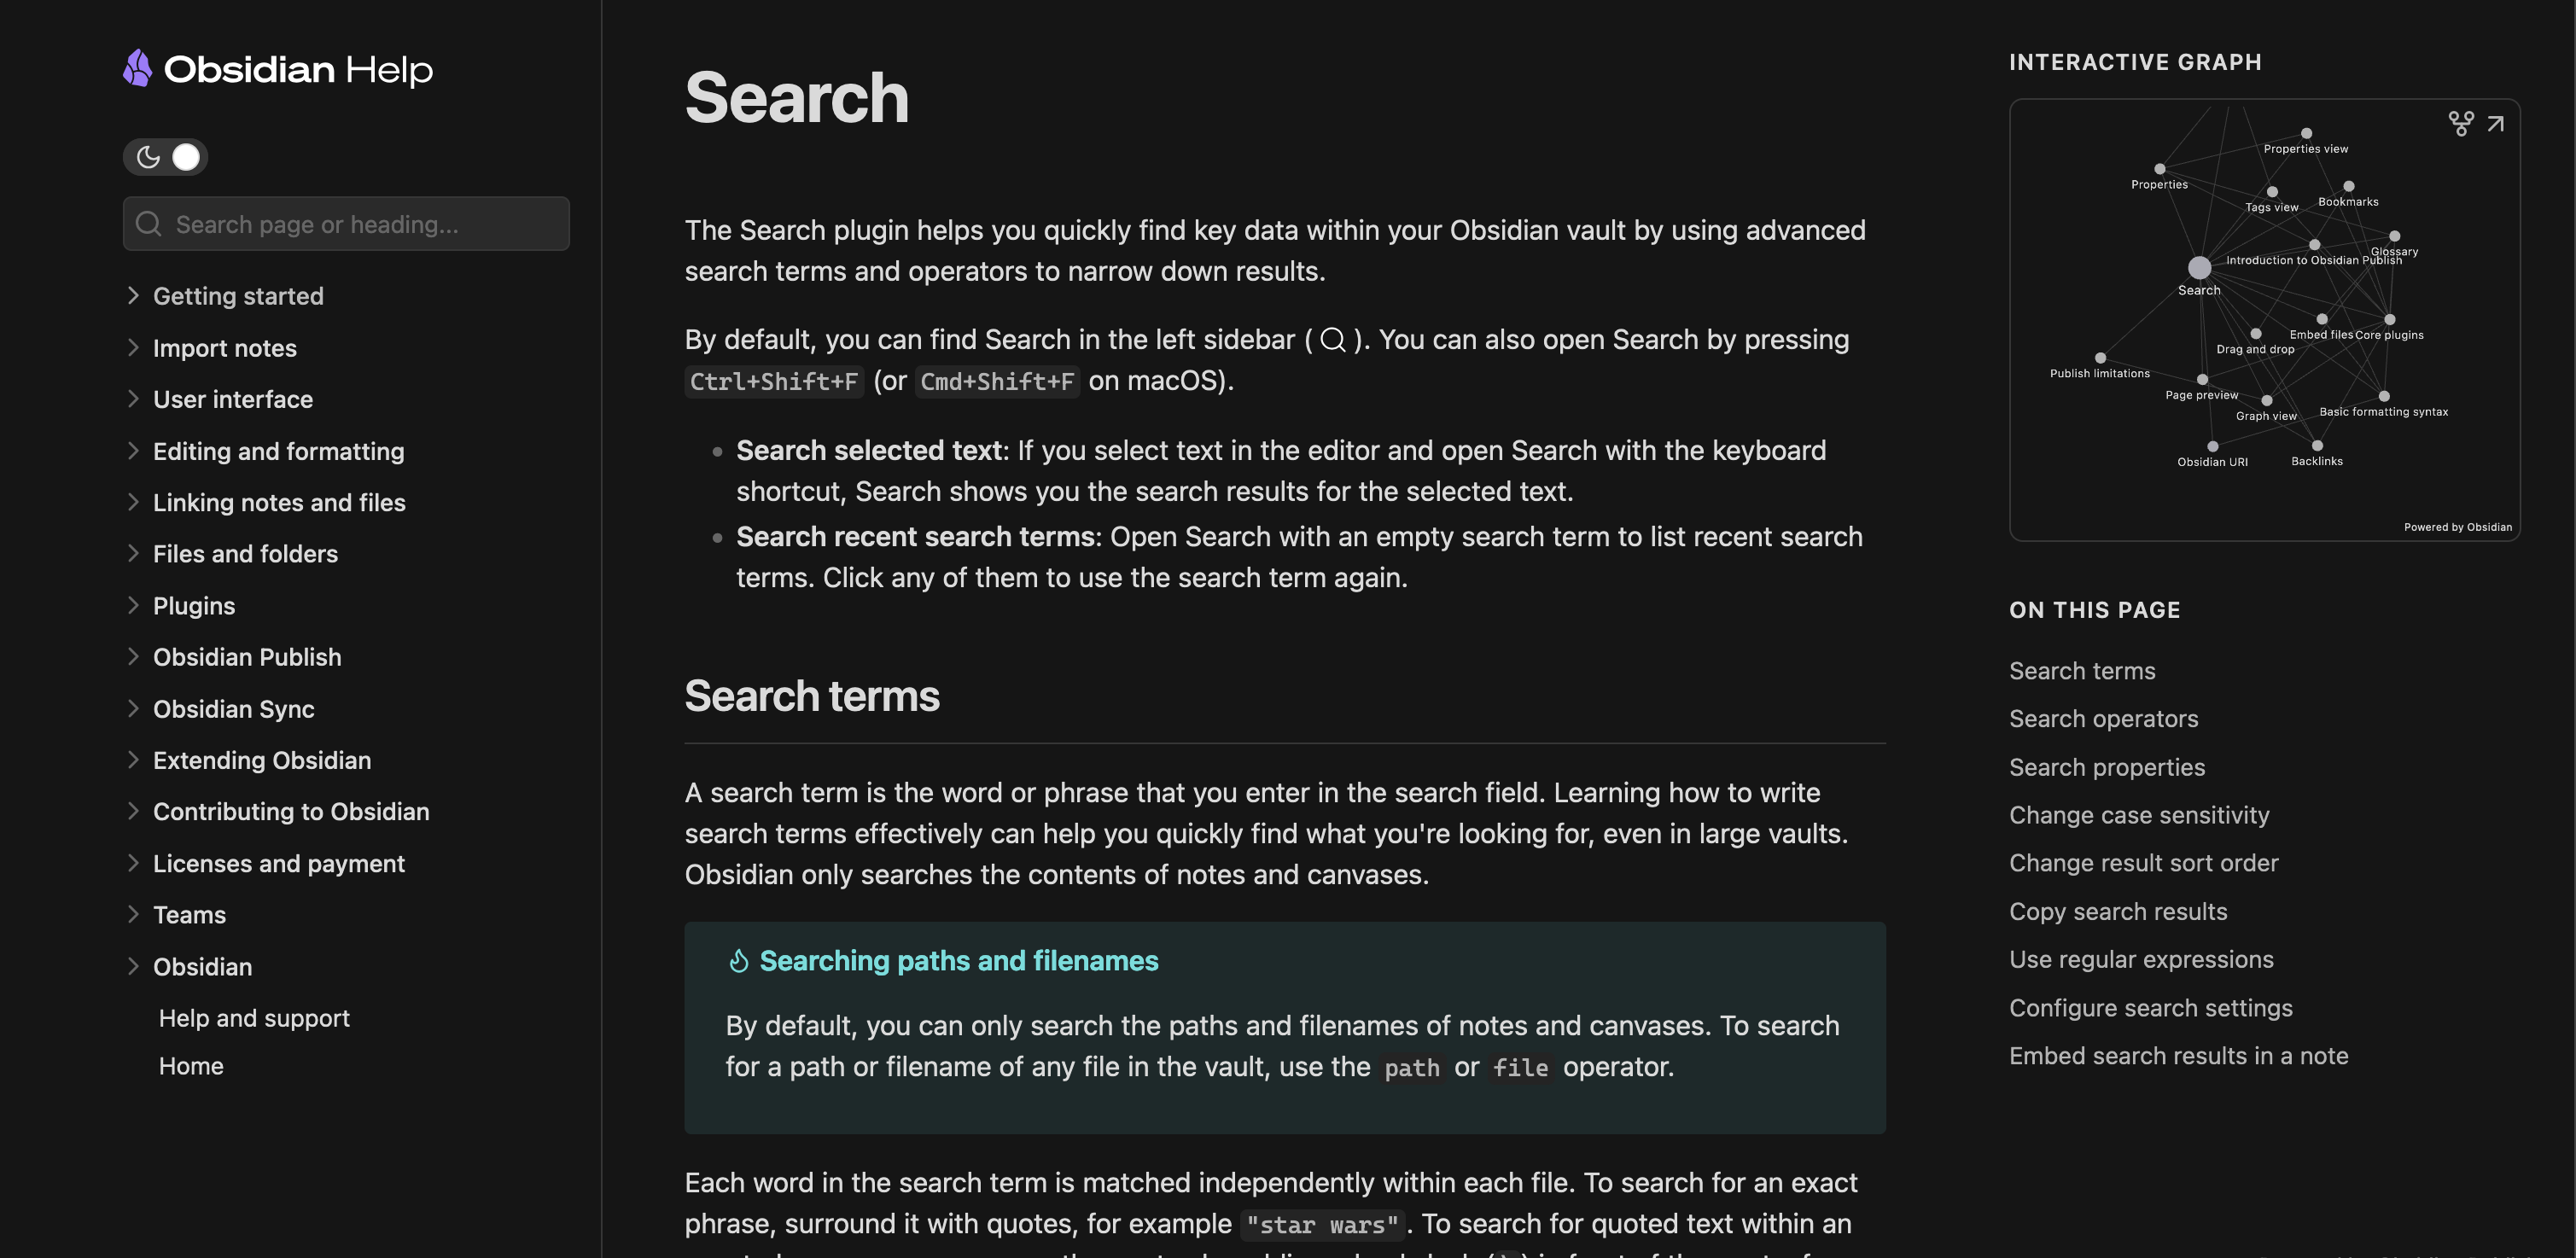 Obsidian Help
Search page or heading...
Getting started
Import notes
User interface
Editing and formatting
Linking notes and files
Files and folders
Plugins
Obsidian Publish
Obsidian Sync
Extending Obsidian
Contributing to Obsidian
Licenses and payment
Teams
Obsidian
Help and support
Home
Search
The Search plugin helps you quickly find key data within your Obsidian vault by using advanced
search terms and operators to narrow down results.
By default, you can find Search in the left sidebar ( ). You can also open Search by pressing
Ctrl+Shift+F (or Cmd+Shift+F on macOS).
Search selected text: If you select text in the editor and open Search with the keyboard
shortcut, Search shows you the search results for the selected text.
Search recent search terms: Open Search with an empty search term to list recent search
terms. Click any of them to use the search term again.
Search terms
A search term is the word or phrase that you enter in the search field. Learning how to write
search terms effectively can help you quickly find what you're looking for, even in large vaults.
Obsidian only searches the contents of notes and canvases.
Searching paths and filenames
By default, you can only search the paths and filenames of notes and canvases. To search
for a path or filename of any file in the vault, use the path or file operator.
Each word in the search term is matched independently within each file. To search for an exact
phrase, surround it with quotes, for example "star wars". To search for quoted text within an
INTERACTIVE GRAPH
Properties view
Properties
Bookmarks
Tags view
Glossary
Introduction to Obsidian Publish
Search
Embed files
Core plugins
Drag and drop
Publish limitations
Page preview
Graph view
Basic formatting syntax
Obsidian URI
Backlinks
Powered by Obsidian
ON THIS PAGE
Search terms
Search operators
Search properties
Change case sensitivity
Change result sort order
Copy search results
Use regular expressions
Configure search settings
Embed search results in a note